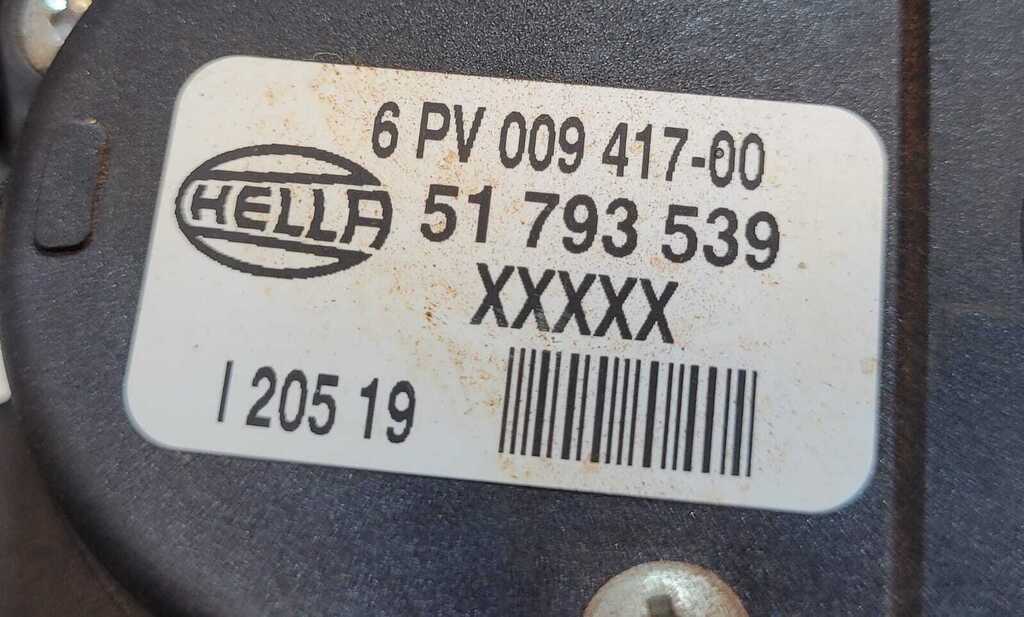 6 PV 009 417-00
HELLA
51 793 539
XXXXX
I 205 19